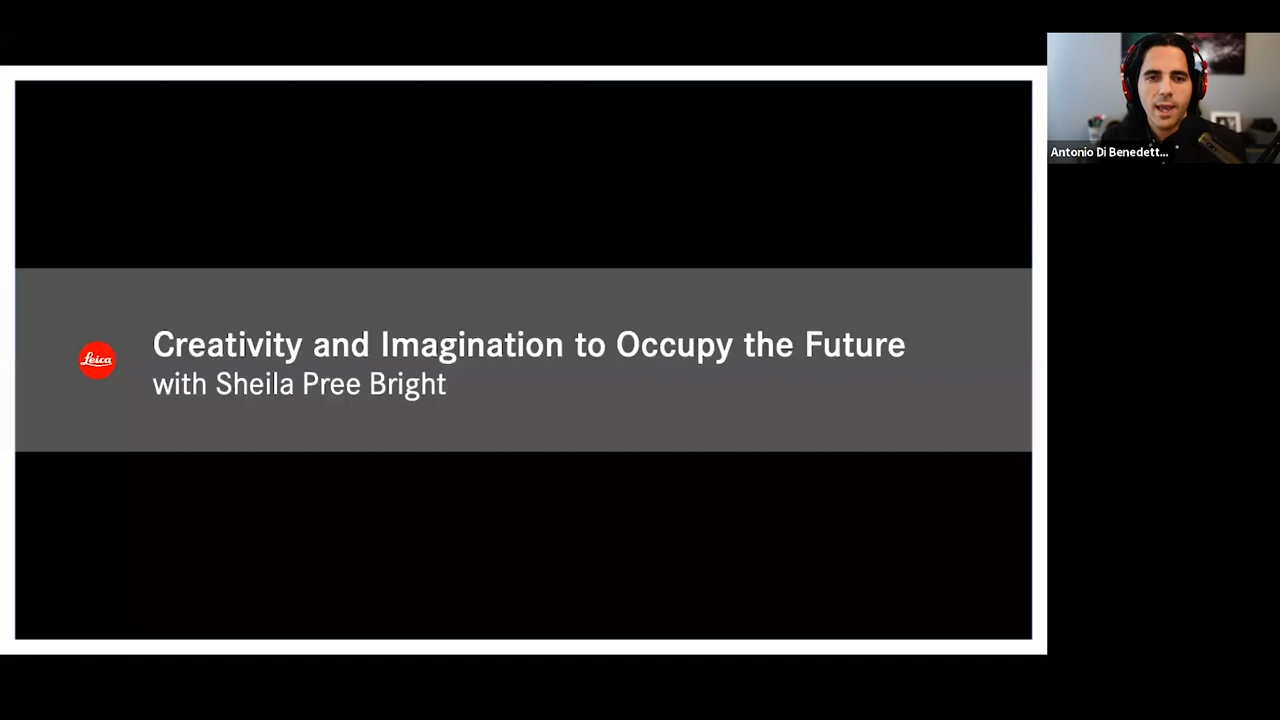 Antonio Di Benedett...
Leica
Creativity and Imagination to Occupy the Future
with Sheila Pree Bright